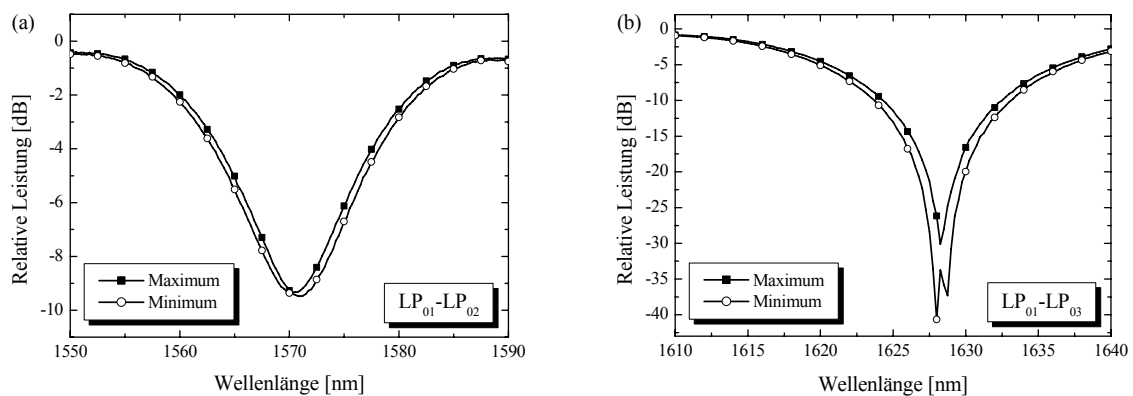 (a)
0
-2
-4
-6
-8
-10
Relative Leistung [dB]
Maximum
Minimum
LP01-LP02
1550
1560
1570
1580
1590
Wellenlänge [nm]
(b)
0
-5
-10
-15
-20
-25
-30
-35
-40
Relative Leistung [dB]
Maximum
Minimum
LP01-LP03
1610
1615
1620
1625
1630
1635
1640
Wellenlänge [nm]